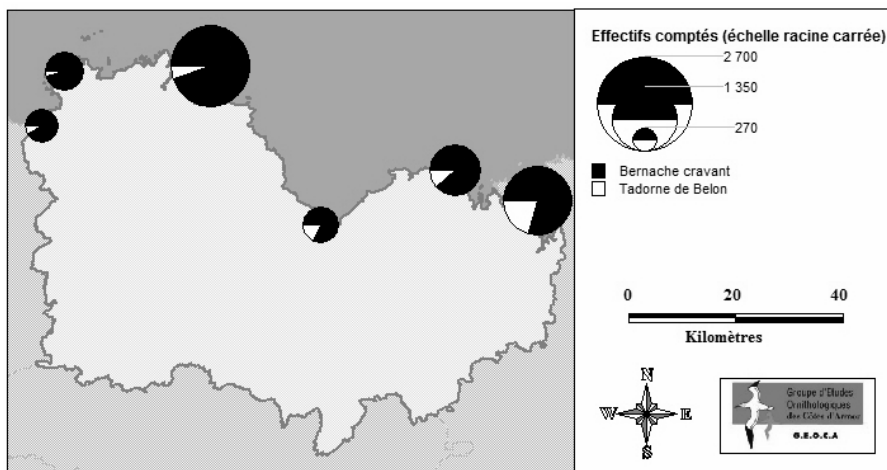 Effectifs comptés (échelle racine carrée)
2 700
1 350
270
Bernache cravant
Tadorne de Belon
0 20 40
Kilomètres
N
W E
S
Groupe d'Etudes
Ornithologiques
des Côtes d'Armor
G.E.O.C.A